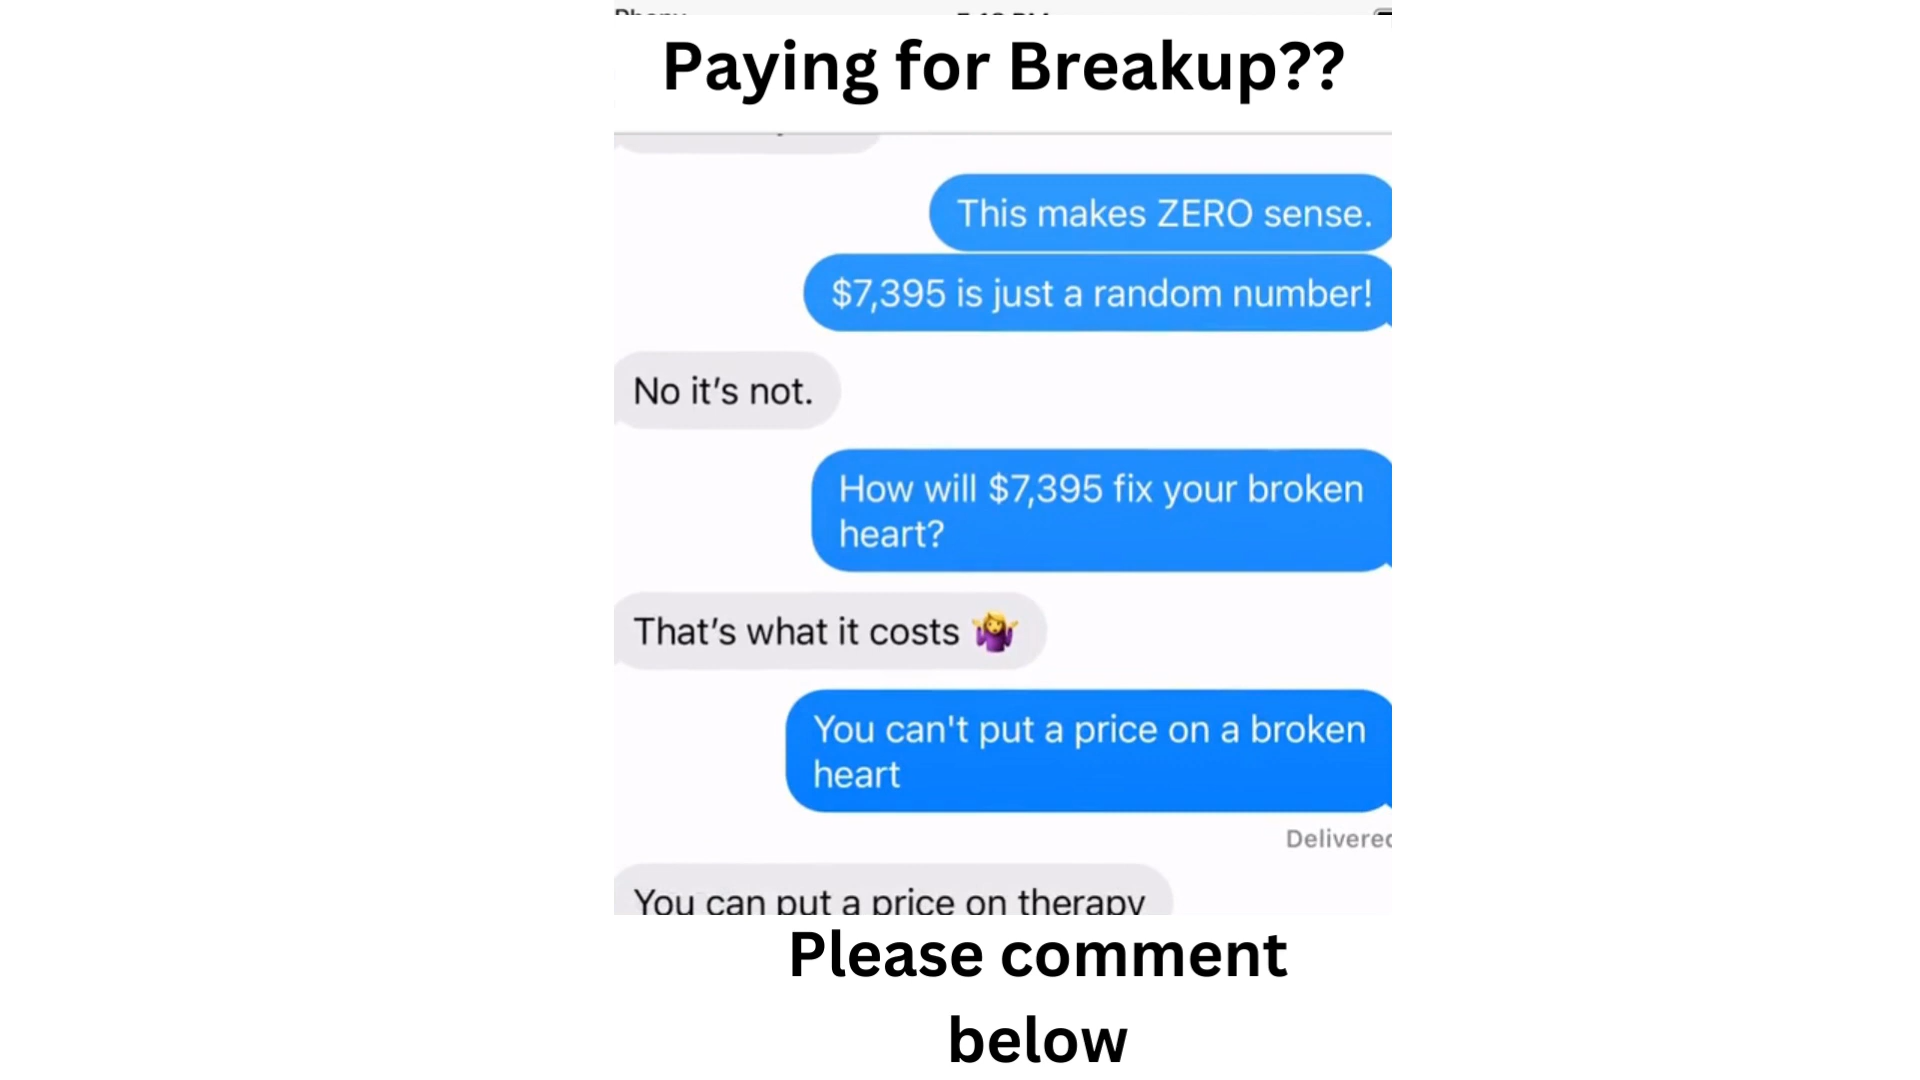 Paying for Breakup??
This makes ZERO sense.
$7,395 is just a random number!
No it’s not.
How will $7,395 fix your broken
heart?
That’s what it costs 🤷‍♀️
You can't put a price on a broken
heart
Delivered
You can put a price on therapy
Please comment
below